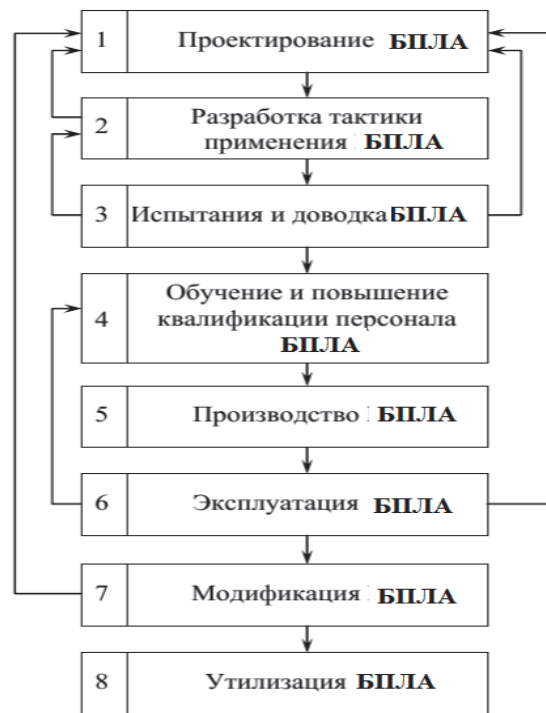 1 Проектирование БПЛА
2 Разработка тактики
применения БПЛА
3 Испытания и доводка БПЛА
4 Обучение и повышение
квалификации персонала
БПЛА
5 Производство БПЛА
6 Эксплуатация БПЛА
7 Модификация БПЛА
8 Утилизация БПЛА